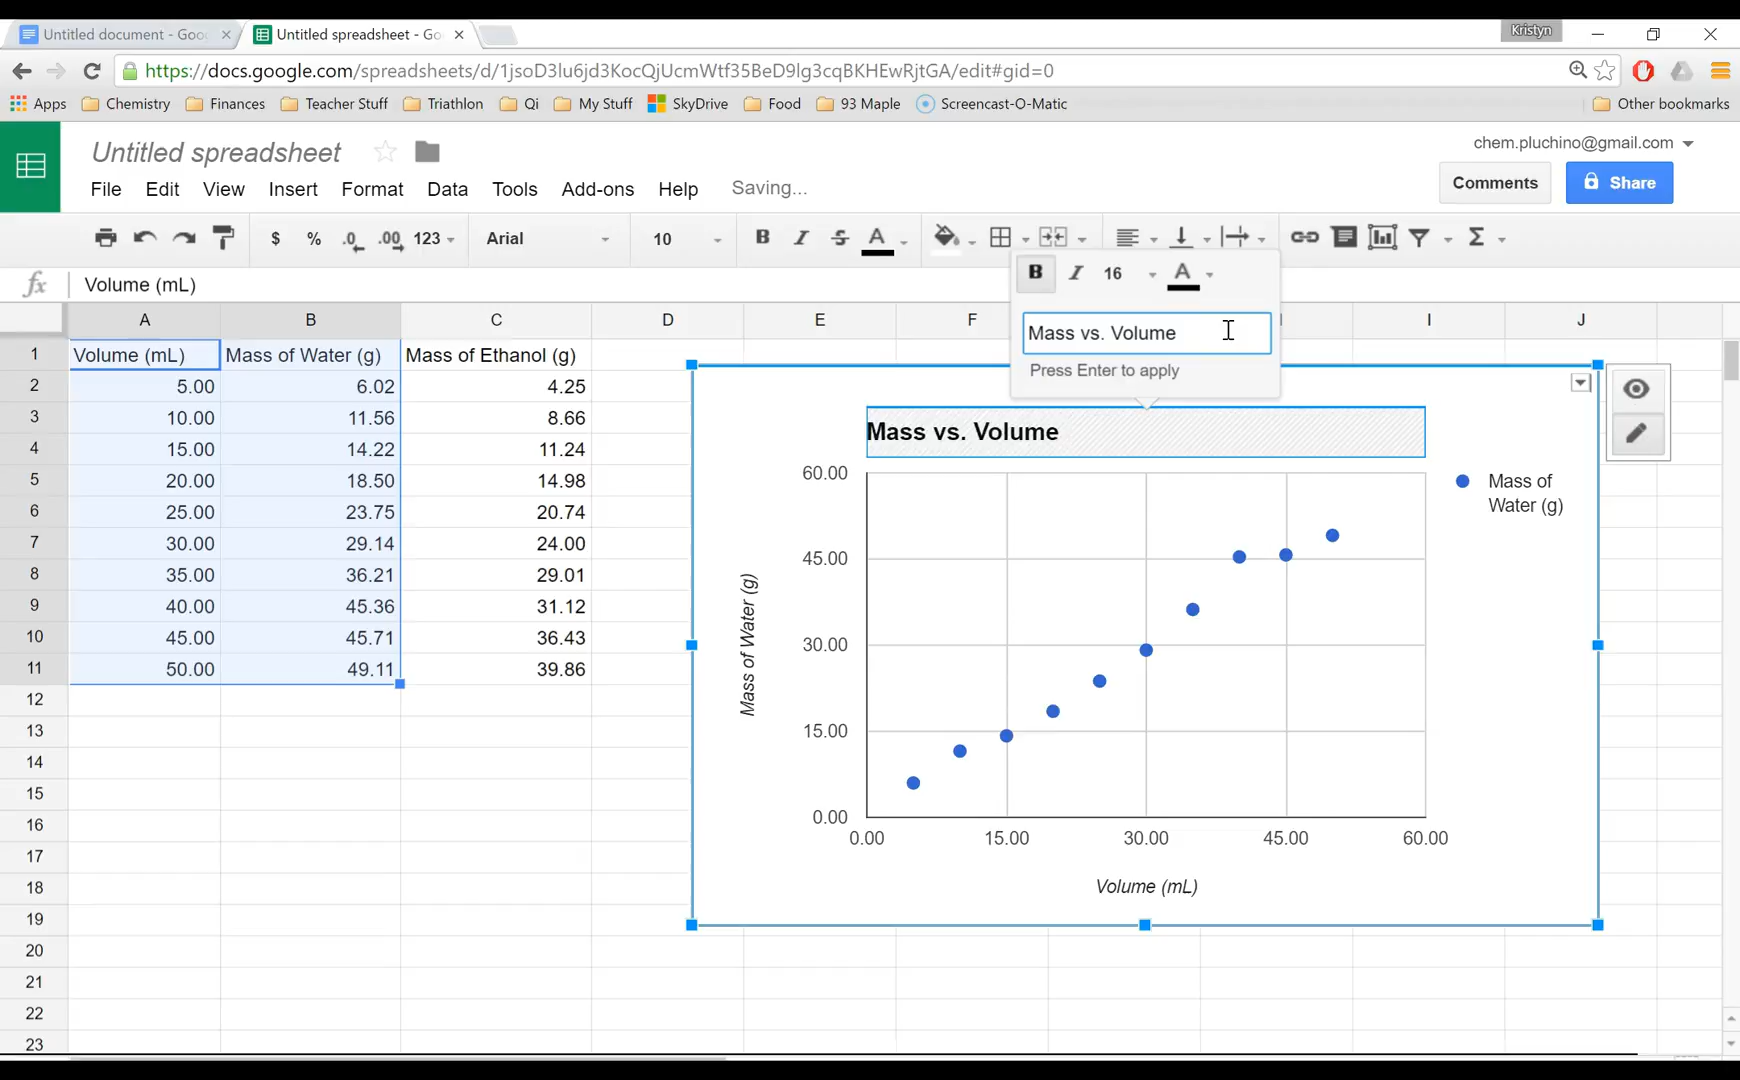 Untitled document - Goo
Untitled spreadsheet - Go
Kristyn
https://docs.google.com/spreadsheets/d/1jsoD3lu6jd3KocQjUcmWtf35BeD9lg3cqBKHEwRjtGA/edit#gid=0
Apps Chemistry Finances Teacher Stuff Triathlon Qi My Stuff SkyDrive Food 93 Maple Screencast-O-Matic Other bookmarks
Untitled spreadsheet
chem.pluchino@gmail.com
File Edit View Insert Format Data Tools Add-ons Help Saving...
Comments Share
$ % .0 .00 123 Arial 10 B I S A Σ
B I 16 A
fx Volume (mL)
A B C D E F I J
Mass vs. Volume
Press Enter to apply
1 Volume (mL) Mass of Water (g) Mass of Ethanol (g)
2 5.00 6.02 4.25
3 10.00 11.56 8.66
4 15.00 14.22 11.24
5 20.00 18.50 14.98
6 25.00 23.75 20.74
7 30.00 29.14 24.00
8 35.00 36.21 29.01
9 40.00 45.36 31.12
10 45.00 45.71 36.43
11 50.00 49.11 39.86
12
13
14
15
16
17
18
19
20
21
22
23
Mass vs. Volume
60.00
45.00
30.00
15.00
0.00
Mass of Water (g)
0.00 15.00 30.00 45.00 60.00
Volume (mL)
Mass of
Water (g)